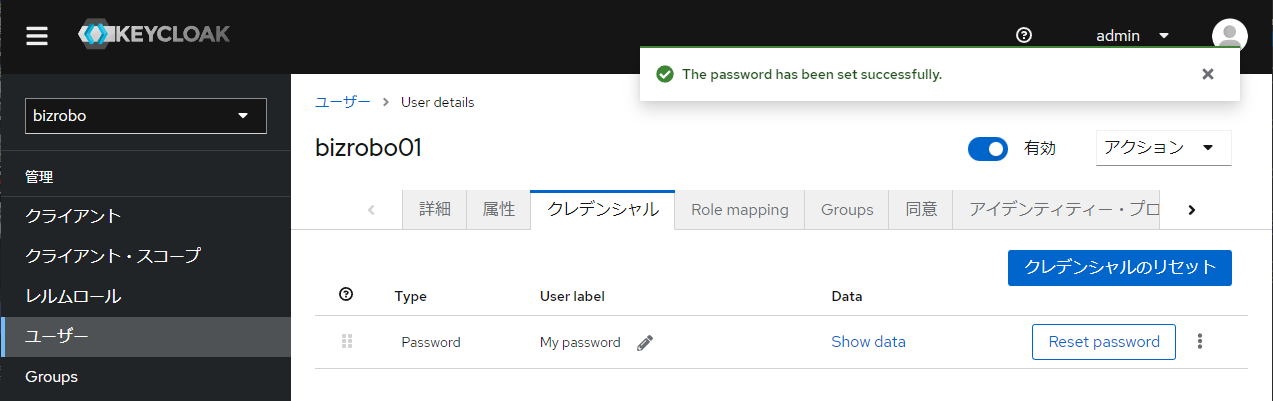 KEYCLOAK
admin
The password has been set successfully.
bizrobo
管理
クライアント
クライアント・スコープ
レルムロール
ユーザー
Groups
ユーザー > User details
bizrobo01
有効
アクション
詳細
属性
クレデンシャル
Role mapping
Groups
同意
アイデンティティー・プロ
クレデンシャルのリセット
Type User label Data
Password My password Show data Reset password